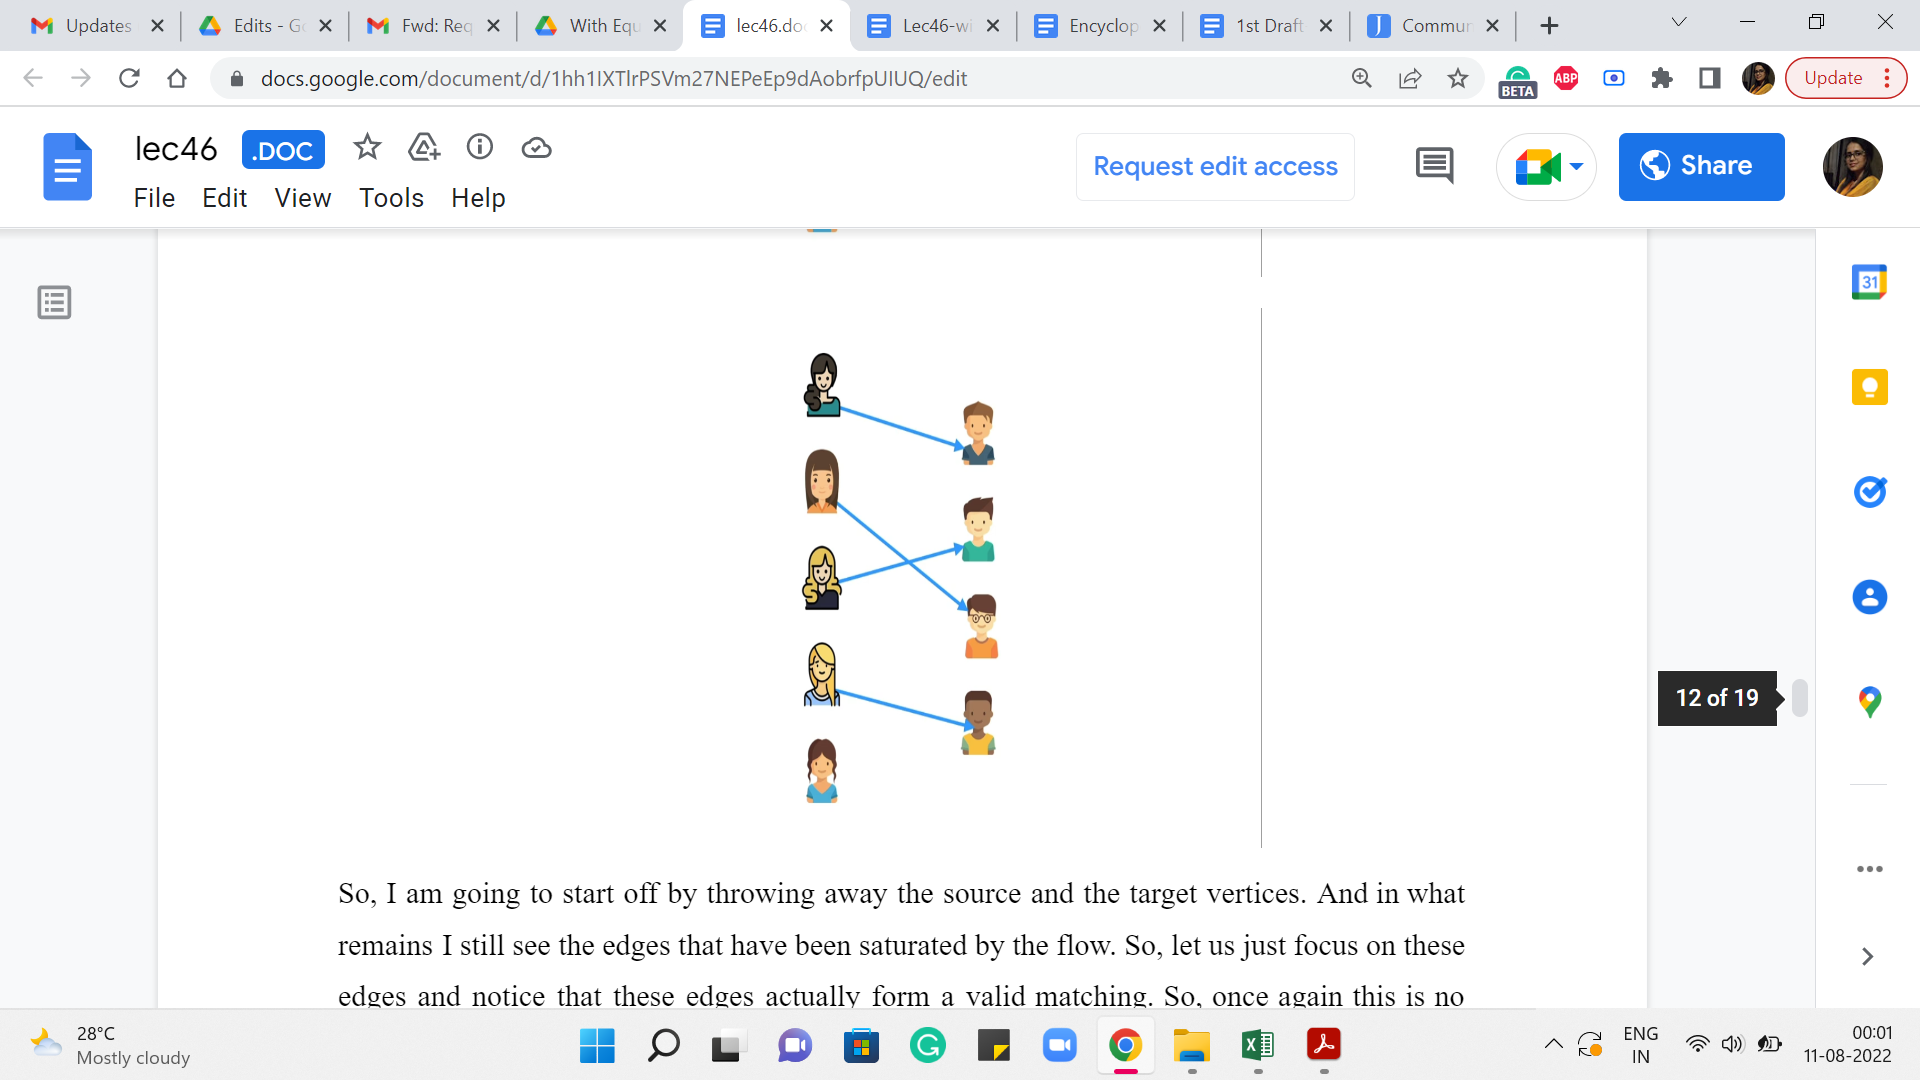 Updates
Edits - Go
Fwd: Req
With Equ
lec46.doc
Lec46-wi
Encyclop
1st Draft
Commun
docs.google.com/document/d/1hh1IXTlrPSVm27NEPeEp9dAobrfpUIUQ/edit
BETA
ABP
Update
lec46
.DOC
Request edit access
Share
File Edit View Tools Help
31
12 of 19
So, I am going to start off by throwing away the source and the target vertices. And in what
remains I still see the edges that have been saturated by the flow. So, let us just focus on these
edges and notice that these edges actually form a valid matching. So, once again this is no
28°C
Mostly cloudy
ENG
IN
00:01
11-08-2022